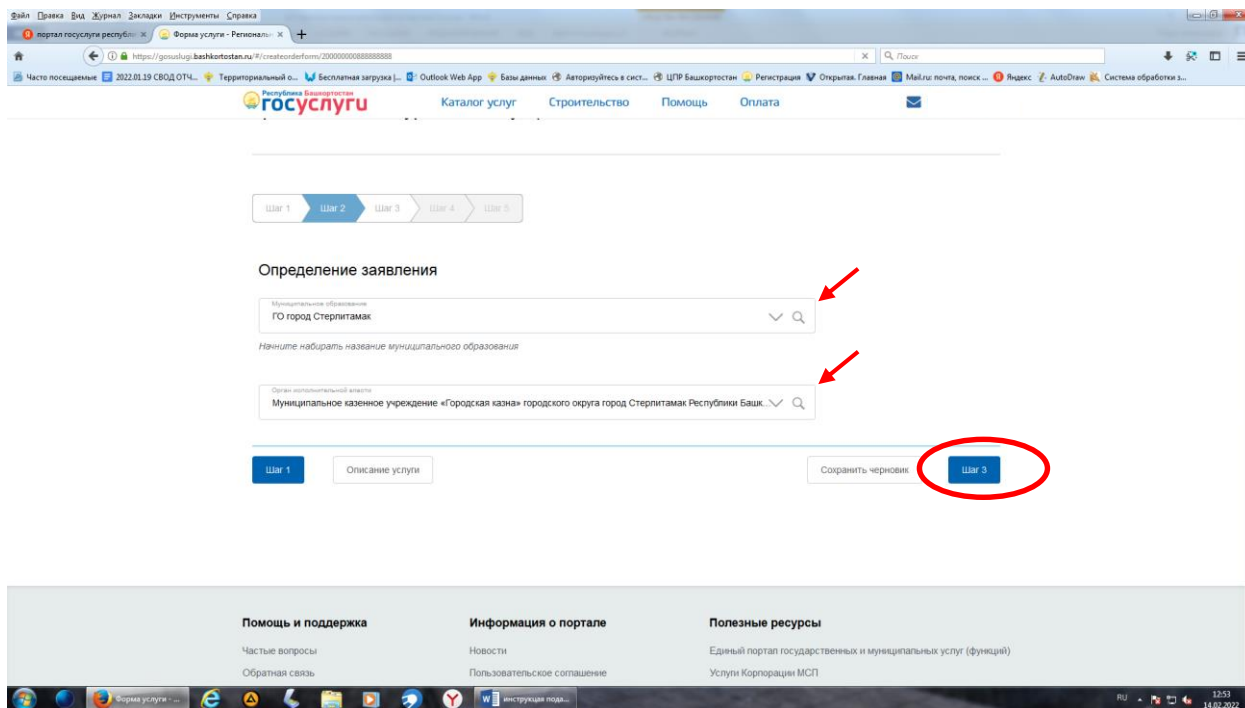 Файл Правка Вид Журнал Закладки Инструменты Справка
портал госуслуги республи Форма услуги - Региональн
https://gosuslugi.bashkortostan.ru/#/createorderform/200000000888888888 Поиск
Часто посещаемые 2022.01.19 СВОД ОТЧ... Территориальный о... Бесплатная загрузка |... Outlook Web App Базы данных Авторизуйтесь в сист... ЦПР Башкортостан Регистрация Открытая. Главная Mail.ru: почта, поиск ... Яндекс AutoDraw Система обработки з...
Республика Башкортостан
госуслуги Каталог услуг Строительство Помощь Оплата
Шаг 1 Шаг 2 Шаг 3 Шаг 4 Шаг 5
Определение заявления
Муниципальное образование
ГО город Стерлитамак
Начните набирать название муниципального образования
Орган исполнительной власти
Муниципальное казенное учреждение «Городская казна» городского округа город Стерлитамак Республики Башк...
Шаг 1 Описание услуги Сохранить черновик Шаг 3
Помощь и поддержка Информация о портале Полезные ресурсы
Частые вопросы Новости Единый портал государственных и муниципальных услуг (функций)
Обратная связь Пользовательское соглашение Услуги Корпорации МСП
Форма услуги - ... инструкция пода... RU 12:53
14.02.2022